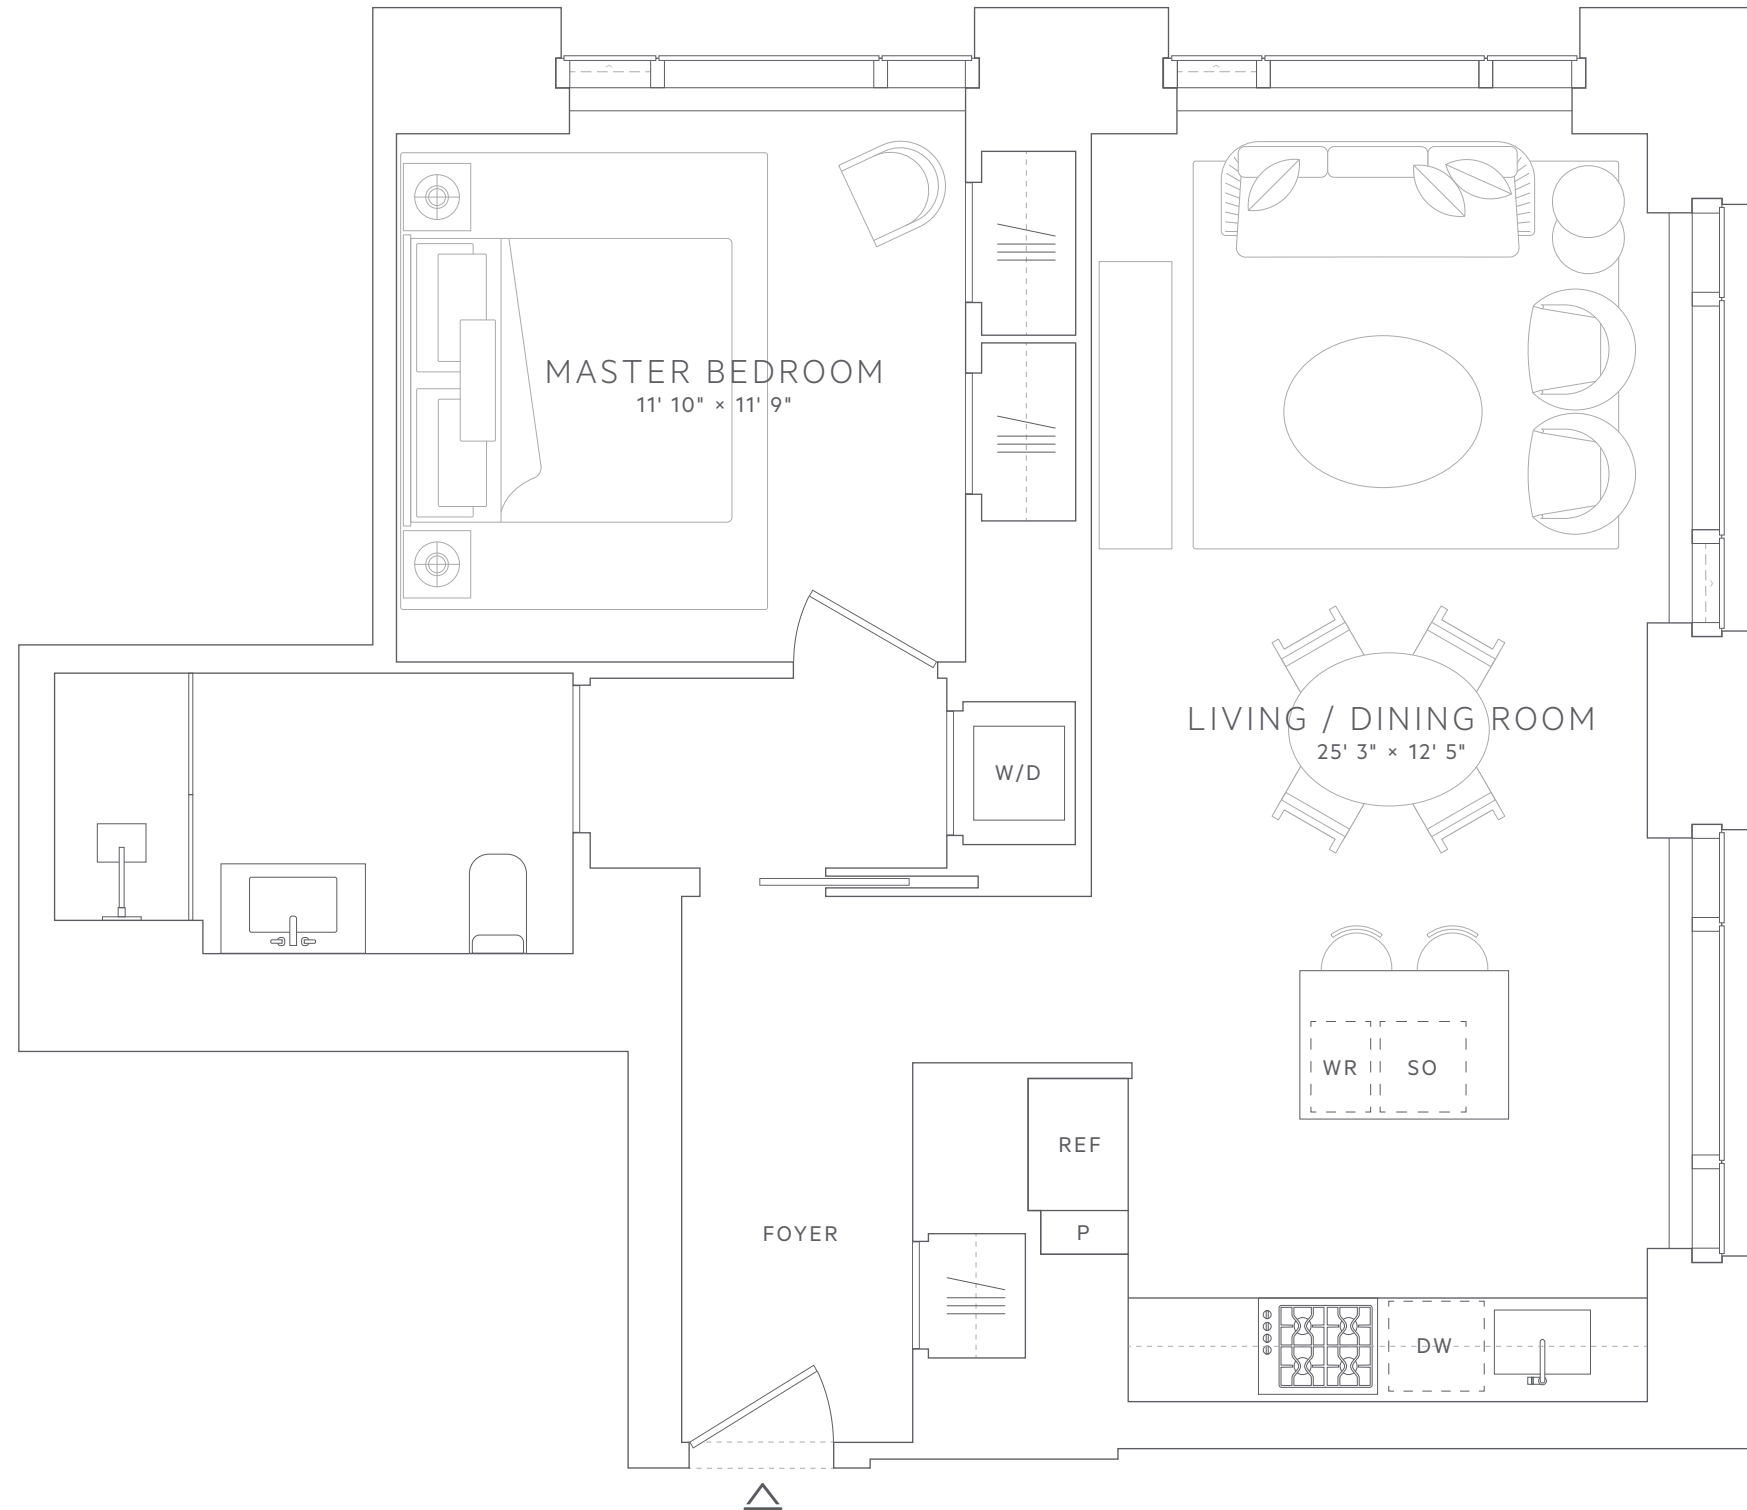 MASTER BEDROOM
11' 10" × 11' 9"
LIVING / DINING ROOM
25' 3" × 12' 5"
W/D
WR
SO
REF
P
FOYER
DW